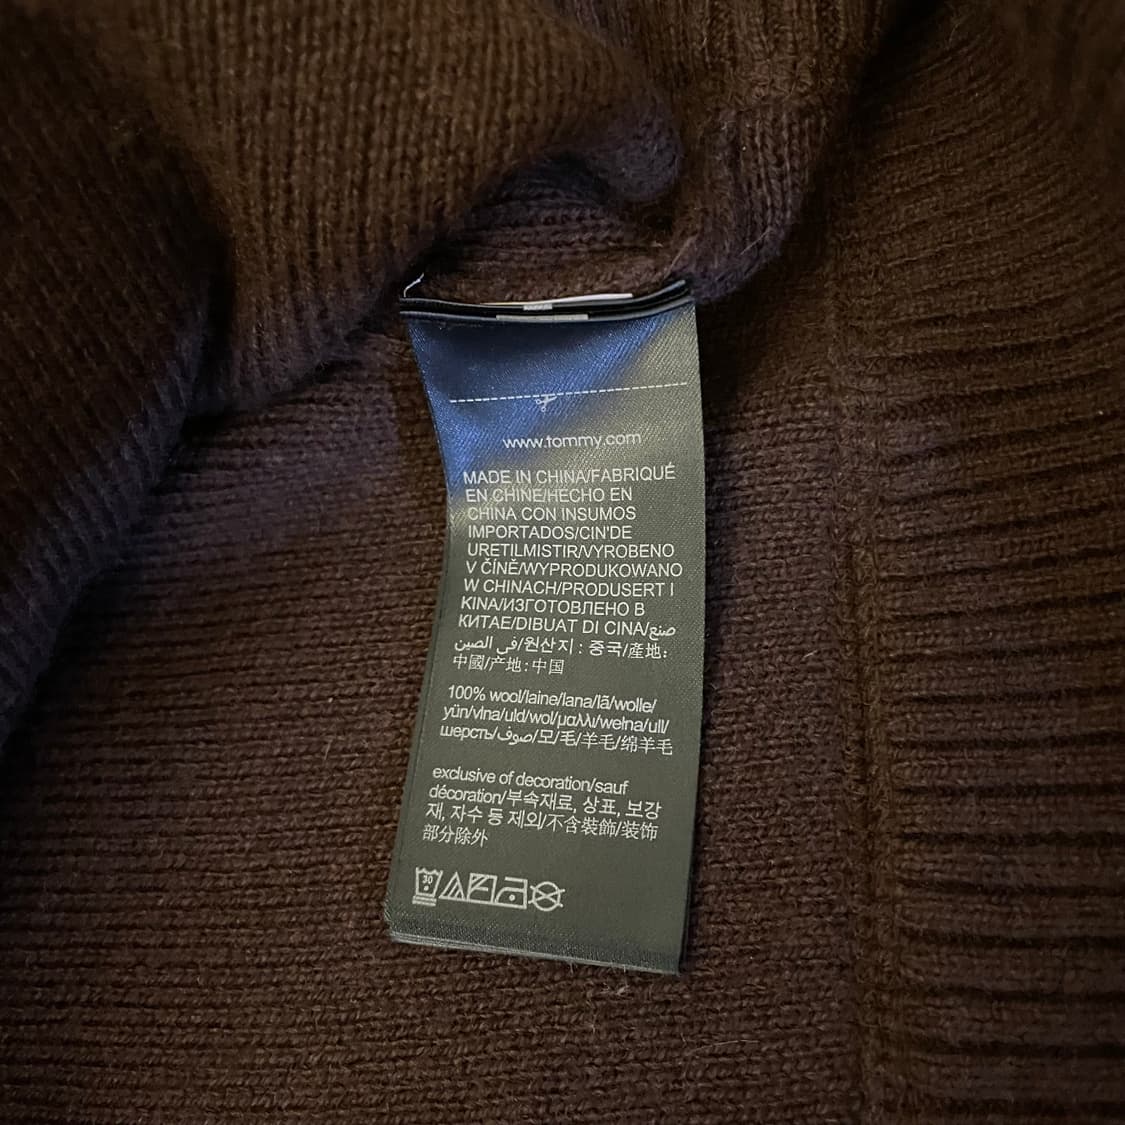 www.tommy.com
MADE IN CHINA/FABRIQUÉ
EN CHINE/HECHO EN
CHINA CON INSUMOS
IMPORTADOS/CIN'DE
URETILMISTIR/VYROBENO
V ČÍNĚ/WYPRODUKOWANO
W CHINACH/PRODUSERT I
KINA/ИЗГОТОВЛЕНО В
КИТАЕ/DIBUAT DI CINA/صنع
في الصين/원산지 : 중국/產地:
中國/产地: 中国
100% wool/laine/lana/lã/wolle/
yün/vlna/uld/wol/μαλλί/wełna/ull/
шерсть/صوف/모/毛/羊毛/绵羊毛
exclusive of decoration/sauf
décoration/부속재료, 상표, 보강
재, 자수 등 제외/不含裝飾/装饰
部分除外
30